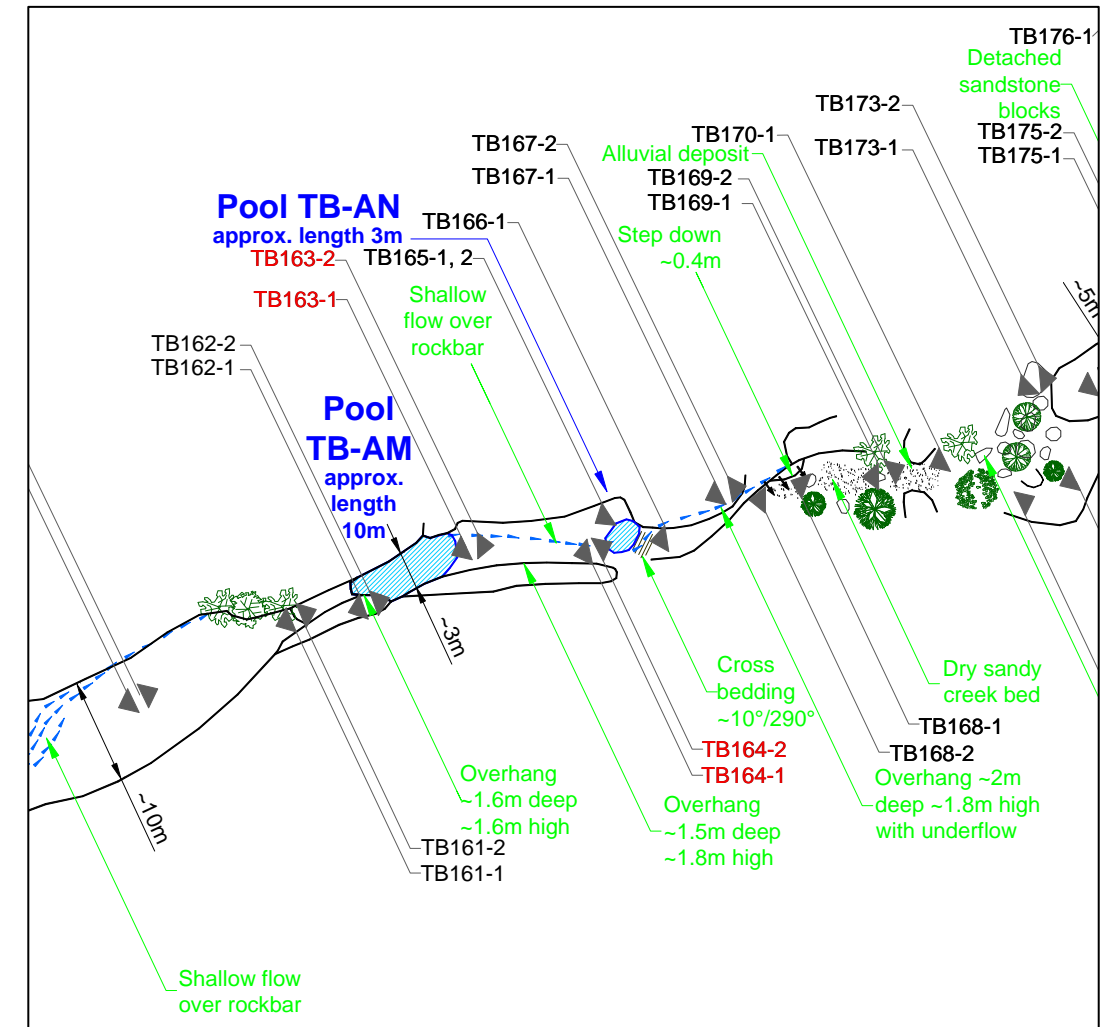 TB176-1
Detached
sandstone
blocks
TB175-2
TB175-1
TB173-2
TB173-1
TB170-1
Alluvial deposit
TB169-2
TB169-1
TB167-2
TB167-1
Step down
~0.4m
Pool TB-AN
approx. length 3m
TB166-1
TB165-1, 2
TB163-2
TB163-1
Shallow
flow over
rockbar
~5m
TB162-2
TB162-1
Pool
TB-AM
approx.
length
10m
~3m
~10m
Cross
bedding
~10°/290°
Dry sandy
creek bed
TB168-1
TB168-2
TB164-2
TB164-1
Overhang
~1.6m deep
~1.6m high
Overhang
~1.5m deep
~1.8m high
Overhang ~2m
deep ~1.8m high
with underflow
TB161-2
TB161-1
Shallow flow
over rockbar